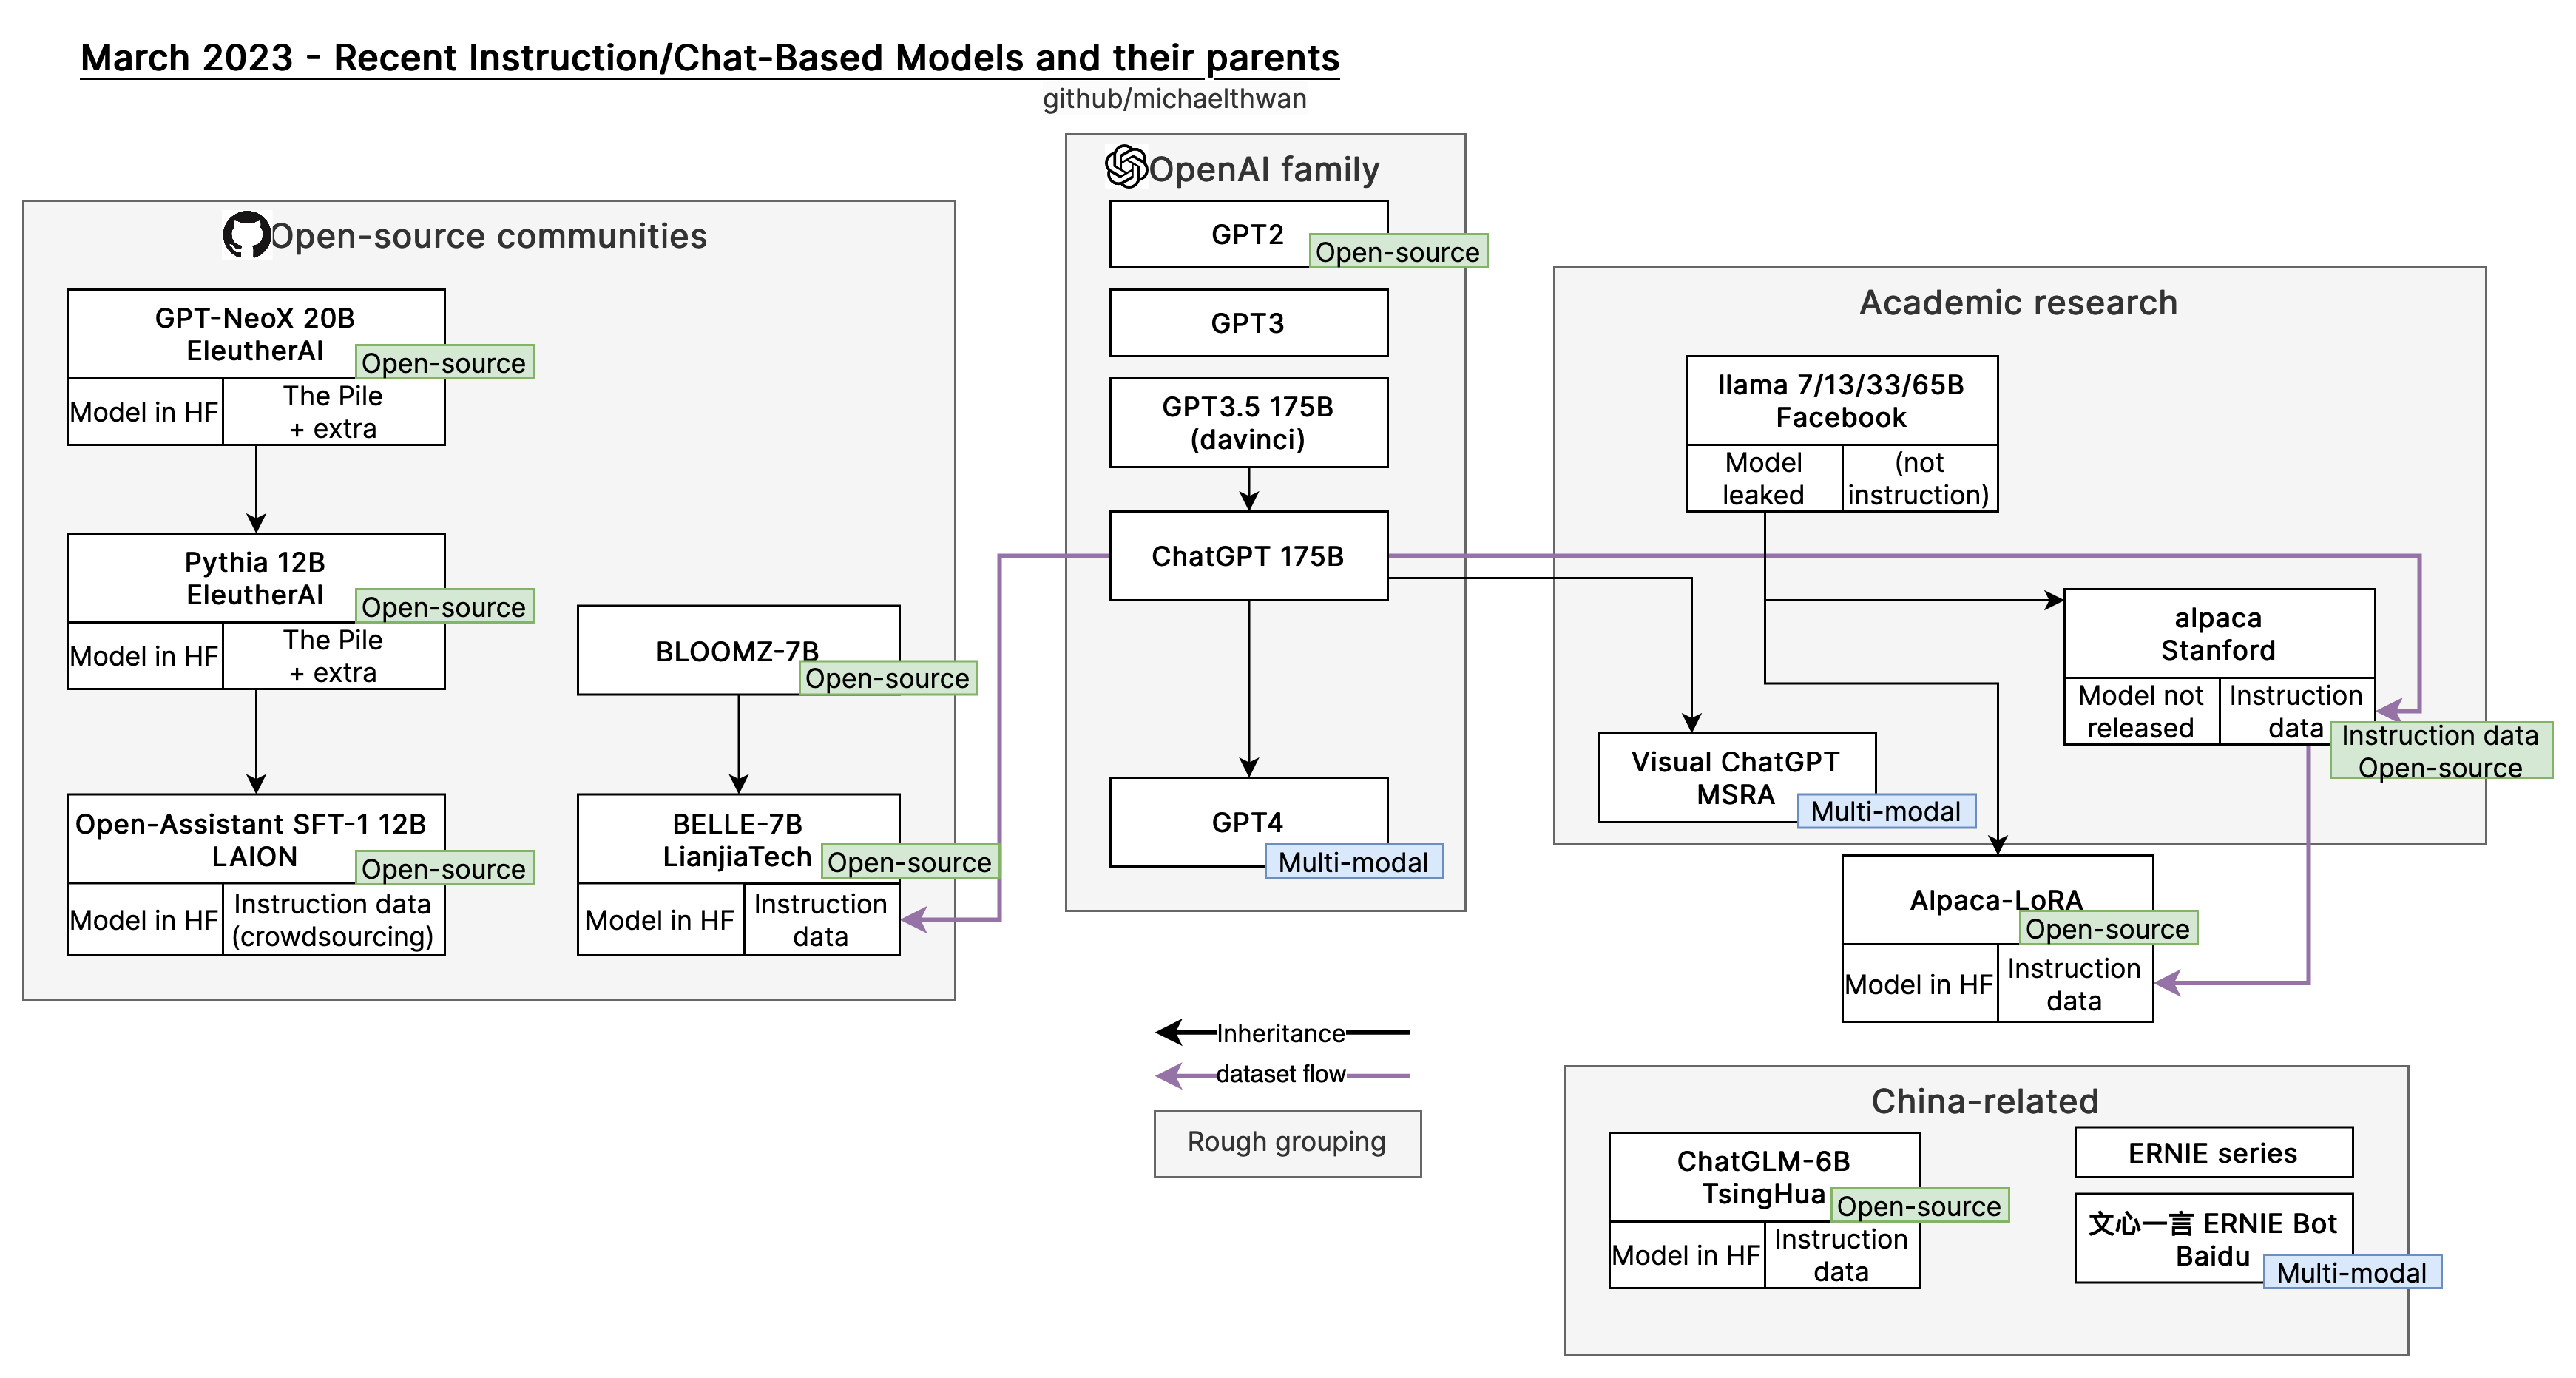 March 2023 - Recent Instruction/Chat-Based Models and their parents
github/michaelthwan
Open-source communities
GPT-NeoX 20B
EleutherAI
Open-source
Model in HF
The Pile
+ extra
Pythia 12B
EleutherAI
Open-source
Model in HF
The Pile
+ extra
Open-Assistant SFT-1 12B
LAION
Open-source
Model in HF
Instruction data
(crowdsourcing)
BLOOMZ-7B
Open-source
BELLE-7B
LianjiaTech
Open-source
Model in HF
Instruction
data
OpenAI family
GPT2
Open-source
GPT3
GPT3.5 175B
(davinci)
ChatGPT 175B
GPT4
Multi-modal
Inheritance
dataset flow
Rough grouping
Academic research
llama 7/13/33/65B
Facebook
Model
leaked
(not
instruction)
alpaca
Stanford
Model not
released
Instruction
data
Instruction data
Open-source
Visual ChatGPT
MSRA
Multi-modal
Alpaca-LoRA
Open-source
Model in HF
Instruction
data
China-related
ChatGLM-6B
TsingHua
Open-source
Model in HF
Instruction
data
ERNIE series
文心一言 ERNIE Bot
Baidu
Multi-modal